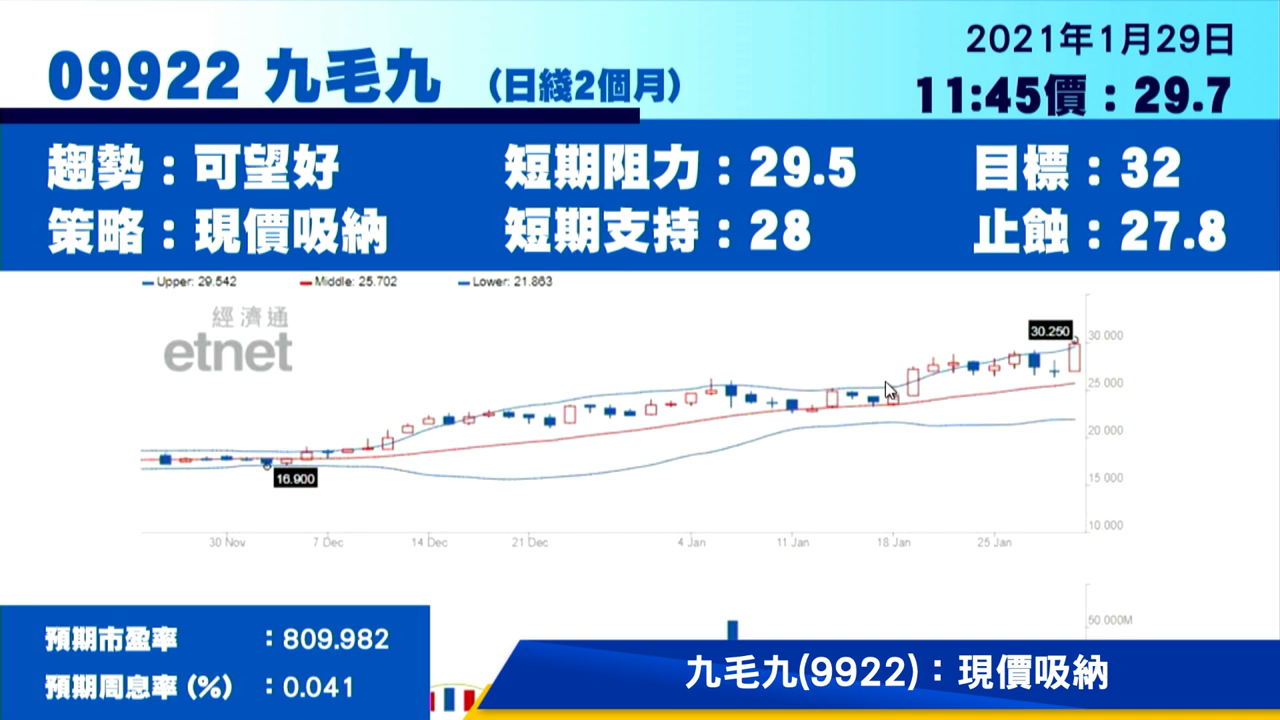 09922 九毛九 (日綫2個月)
2021年1月29日
11:45價：29.7
趨勢：可望好 短期阻力：29.5 目標：32
策略：現價吸納 短期支持：28 止蝕：27.8
Upper: 29.542 Middle: 25.702 Lower: 21.863
經濟通
etnet
30.250
16.900
30 000
25 000
20 000
15 000
10 000
30 Nov 7 Dec 14 Dec 21 Dec 4 Jan 11 Jan 18 Jan 25 Jan
50 000M
預期市盈率 ：809.982
預期周息率 (%) ：0.041
九毛九(9922)：現價吸納